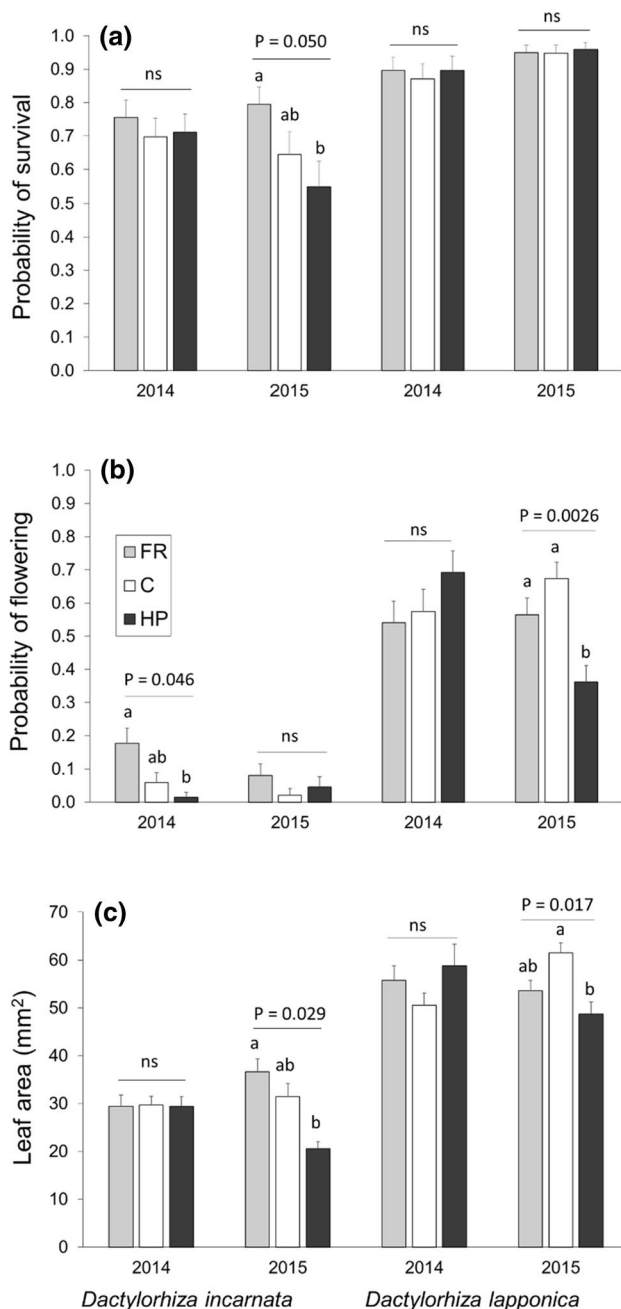 (a)
Probability of survival
1.0
0.9
0.8
0.7
0.6
0.5
0.4
0.3
0.2
0.1
0.0
ns
P = 0.050
a
ab
b
ns
ns
2014
2015
2014
2015
(b)
Probability of flowering
1.0
0.9
0.8
0.7
0.6
0.5
0.4
0.3
0.2
0.1
0.0
FR
C
HP
P = 0.046
a
ab
b
ns
ns
P = 0.0026
a
a
b
2014
2015
2014
2015
(c)
Leaf area (mm²)
70
60
50
40
30
20
10
0
ns
P = 0.029
a
ab
b
ns
P = 0.017
ab
a
b
2014
2015
2014
2015
Dactylorhiza incarnata
Dactylorhiza lapponica